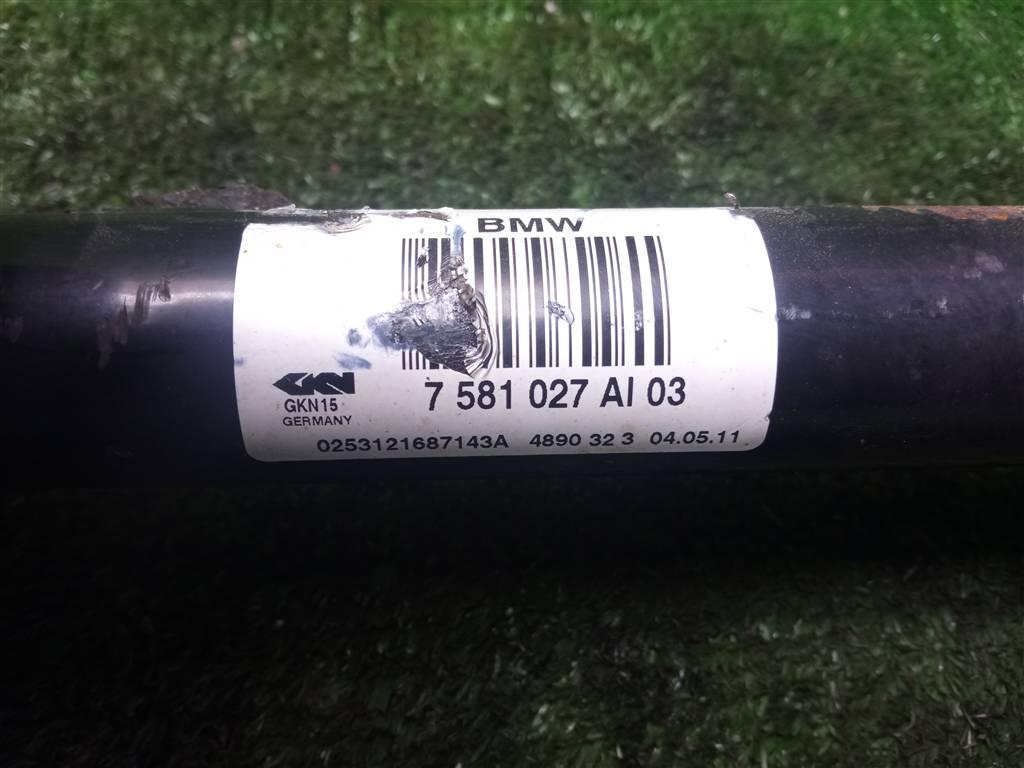 BMW
7 581 027 AI 03
GKN
GKN15
GERMANY
0253121687143A 4890 32 3 04.05.11